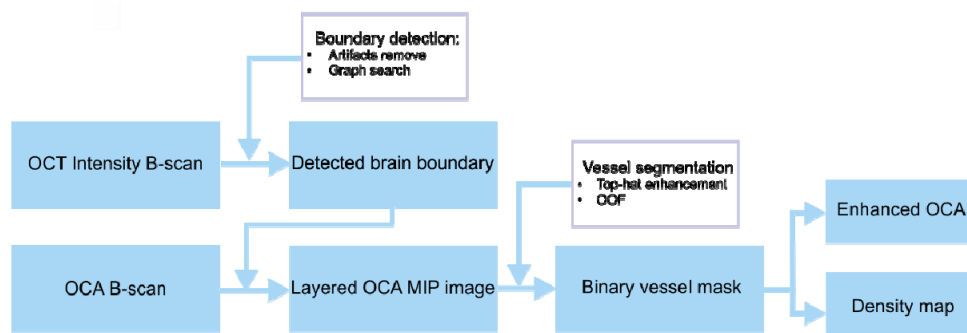 Boundary detection:
• Artifacts remove
• Graph search
OCT Intensity B-scan
Detected brain boundary
Vessel segmentation
• Top-hat enhancement
• OOF
Enhanced OCA
OCA B-scan
Layered OCA MIP image
Binary vessel mask
Density map